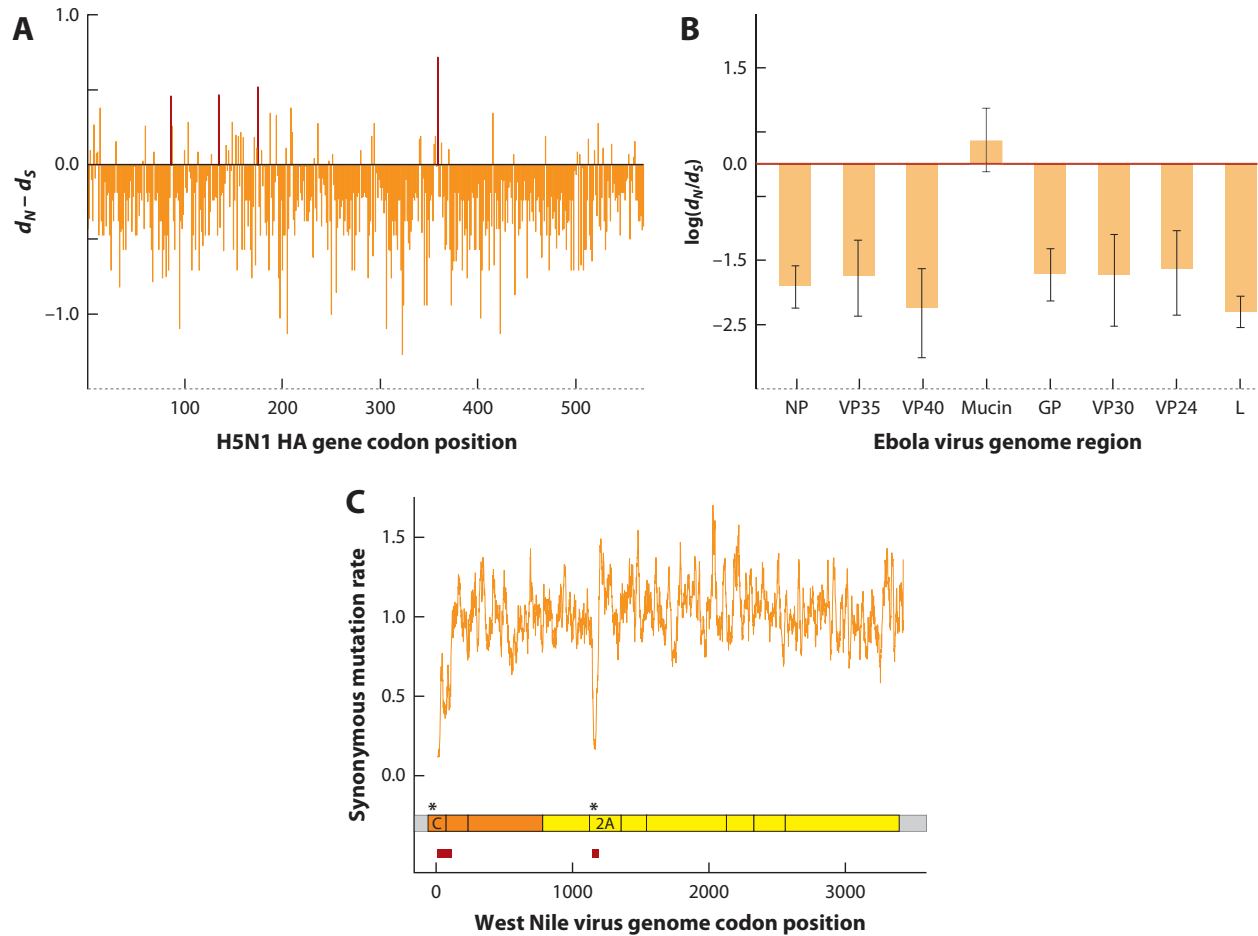 A
1.0
0.0
–1.0
dN – dS
100 200 300 400 500
H5N1 HA gene codon position
B
1.5
0.0
–1.5
–2.5
log(dN/dS)
NP VP35 VP40 Mucin GP VP30 VP24 L
Ebola virus genome region
C
1.5
1.0
0.5
0.0
Synonymous mutation rate
* *
C 2A
0 1000 2000 3000
West Nile virus genome codon position